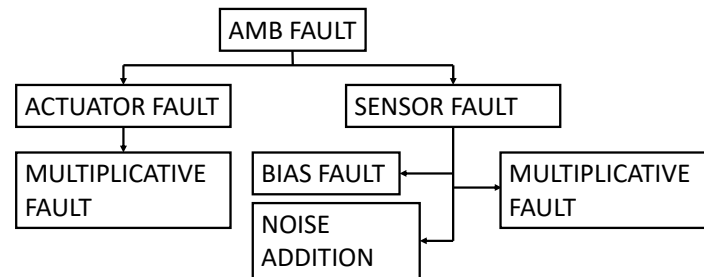 AMB FAULT
ACTUATOR FAULT
SENSOR FAULT
MULTIPLICATIVE
FAULT
BIAS FAULT
MULTIPLICATIVE
FAULT
NOISE
ADDITION